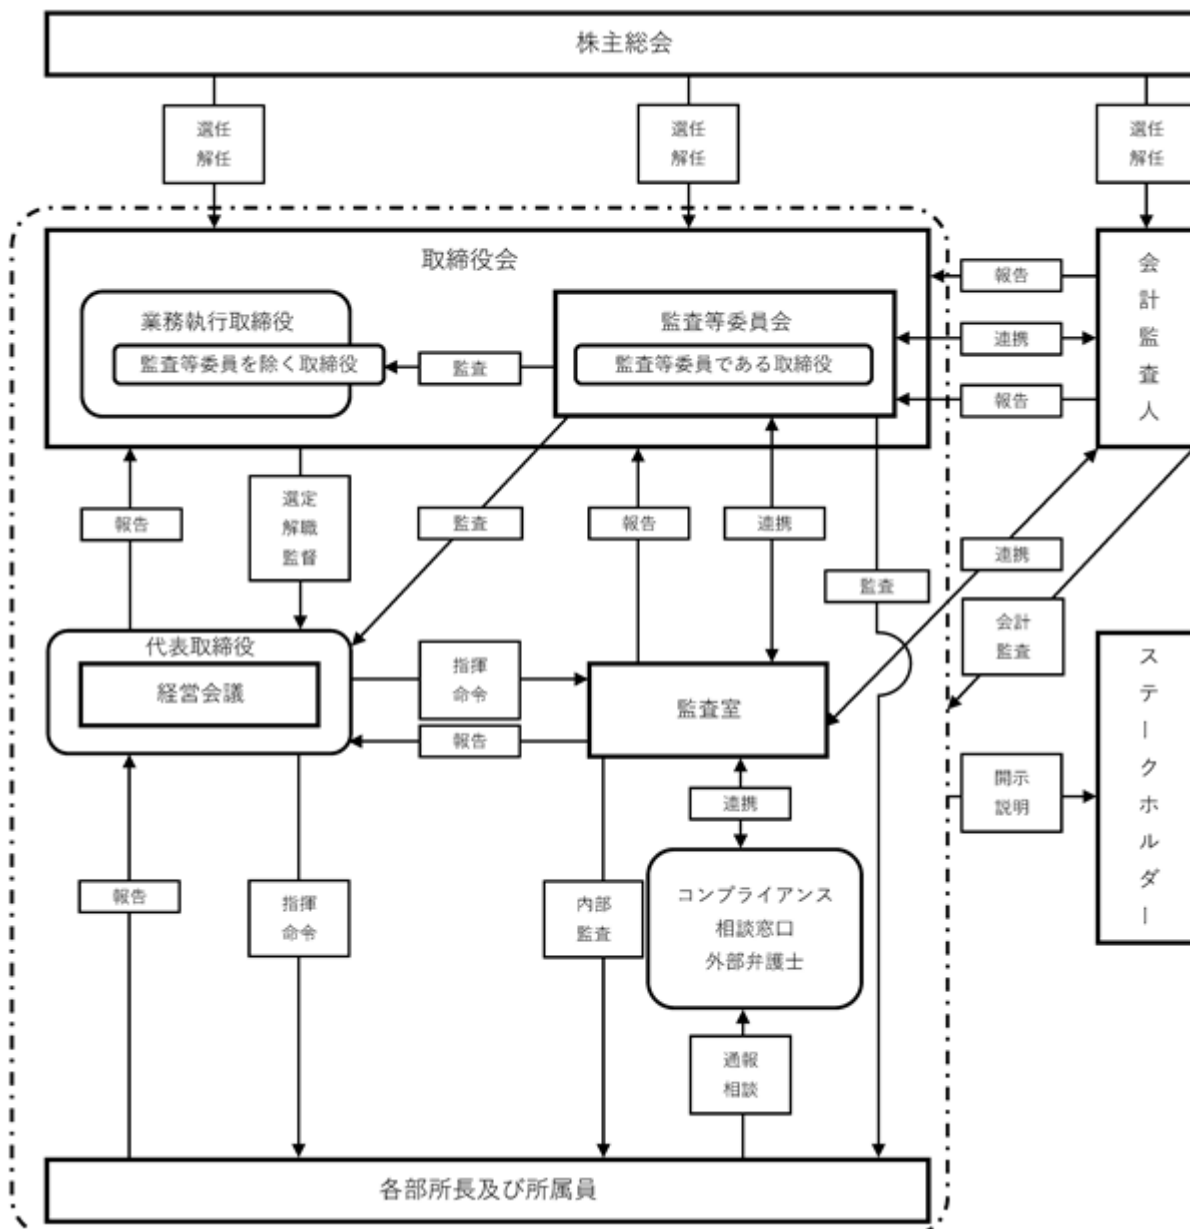 株主総会
選任
解任
選任
解任
選任
解任
取締役会
業務執行取締役
監査等委員を除く取締役
監査
監査等委員会
監査等委員である取締役
報告
連携
報告
会
計
監
査
人
報告
選定
解職
監督
監査
報告
連携
監査
連携
会計
監査
代表取締役
経営会議
指揮
命令
報告
監査室
開示
説明
ス
テ
ー
ク
ホ
ル
ダ
ー
連携
報告
指揮
命令
内部
監査
コンプライアンス
相談窓口
外部弁護士
通報
相談
各部所長及び所属員